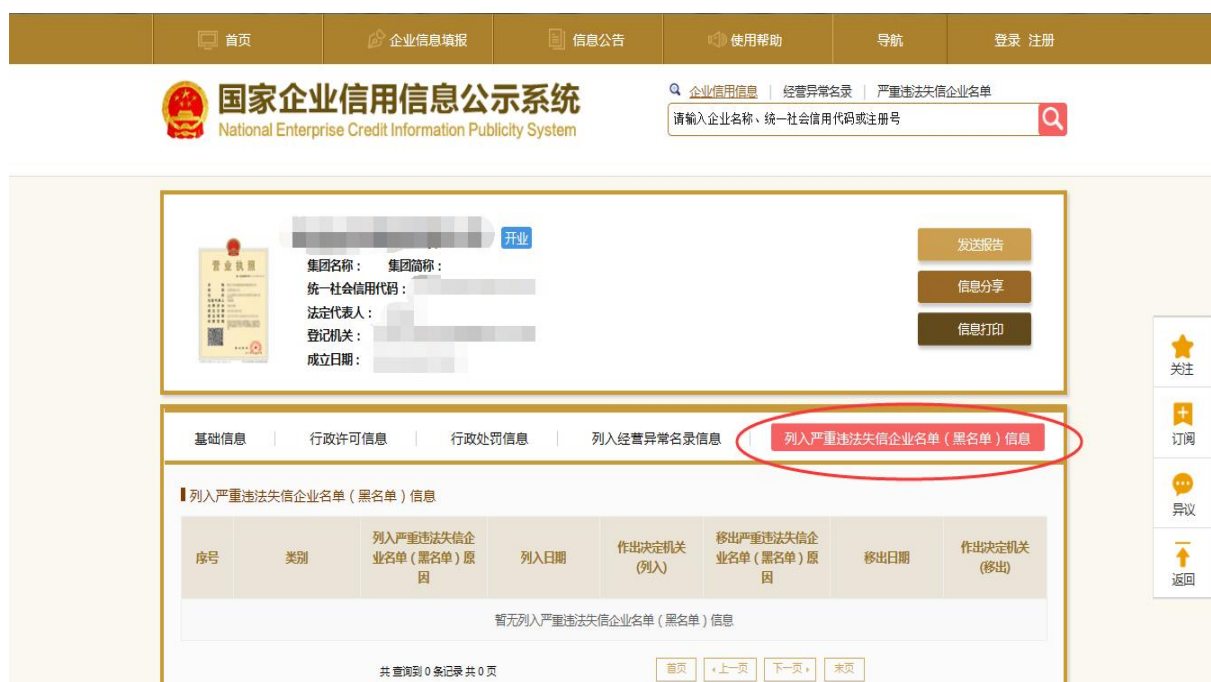 首页 企业信息填报 信息公告 使用帮助 导航 登录 注册
国家企业信用信息公示系统
National Enterprise Credit Information Publicity System
企业信用信息 | 经营异常名录 | 严重违法失信企业名单
请输入企业名称、统一社会信用代码或注册号
营业执照
开业
集团名称： 集团简称：
统一社会信用代码：
法定代表人：
登记机关：
成立日期：
发送报告
信息分享
信息打印
关注
订阅
异议
返回
基础信息 | 行政许可信息 | 行政处罚信息 | 列入经营异常名录信息 | 列入严重违法失信企业名单（黑名单）信息
列入严重违法失信企业名单（黑名单）信息
序号 类别 列入严重违法失信企业名单（黑名单）原因 列入日期 作出决定机关(列入) 移出严重违法失信企业名单（黑名单）原因 移出日期 作出决定机关(移出)
暂无列入严重违法失信企业名单（黑名单）信息
共 查询到 0 条记录 共 0 页 首页 上一页 下一页 末页